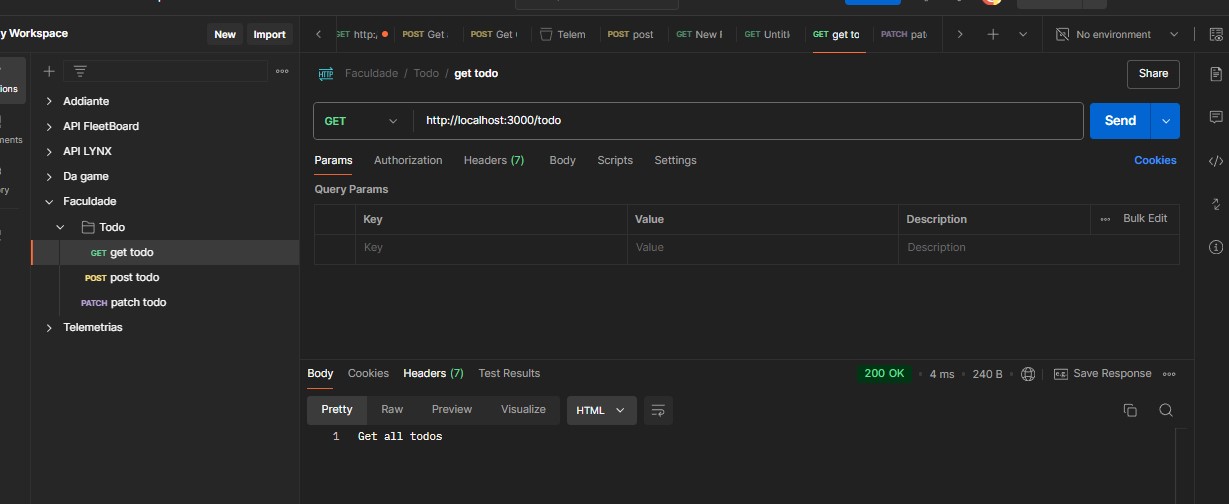 y Workspace
New
Import
GET http:
POST Get
POST Get
Telem
POST post
GET New
GET Untitl
GET get to
PATCH pat
No environment
ions
Addiante
API FleetBoard
ments
API LYNX
Da game
ry
Faculdade
Todo
GET get todo
POST post todo
PATCH patch todo
Telemetrias
HTTP
Faculdade / Todo / get todo
Share
GET
http://localhost:3000/todo
Send
Params Authorization Headers (7) Body Scripts Settings Cookies
Query Params
Key Value Description Bulk Edit
Key Value Description
Body Cookies Headers (7) Test Results 200 OK 4 ms 240 B e.g. Save Response
Pretty Raw Preview Visualize HTML
1 Get all todos